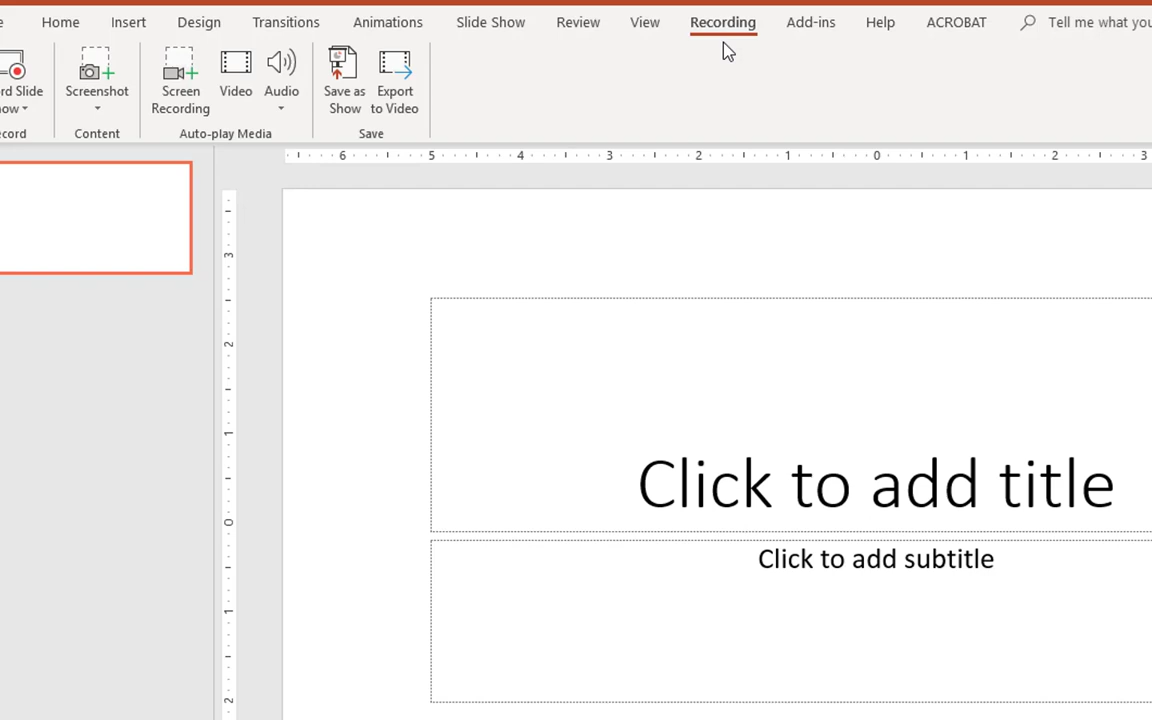 Home Insert Design Transitions Animations Slide Show Review View Recording Add-ins Help ACROBAT Tell me what you
rd Slide Screenshot Screen Video Audio Save as Export
how Recording Show to Video
cord Content Auto-play Media Save
6 5 4 3 2 1 0 1 2 3
3
2
1
0
1
2
Click to add title
Click to add subtitle